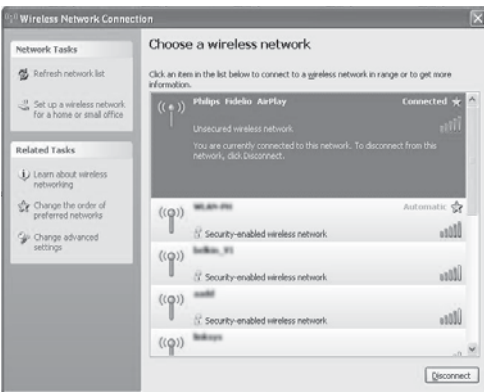 Wireless Network Connection
Network Tasks
Refresh network list
Set up a wireless network
for a home or small office
Related Tasks
Learn about wireless
networking
Change the order of
preferred networks
Change advanced
settings
Choose a wireless network
Click an item in the list below to connect to a wireless network in range or to get more
information.
Philips Fidelio AirPlay
Connected
Unsecured wireless network
You are currently connected to this network. To disconnect from this
network, click Disconnect.
Automatic
Security-enabled wireless network
Security-enabled wireless network
Security-enabled wireless network
Disconnect